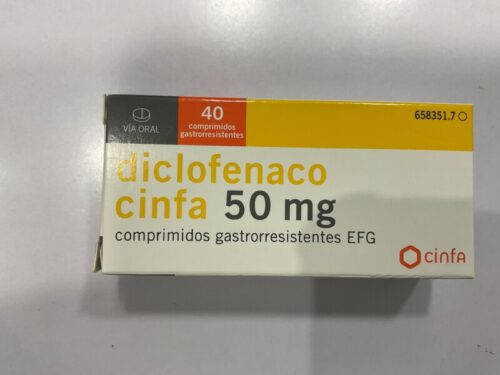 VÍA ORAL
40
comprimidos
gastrorresistentes
658351.7
diclofenaco
cinfa 50 mg
comprimidos gastrorresistentes EFG
cinfa